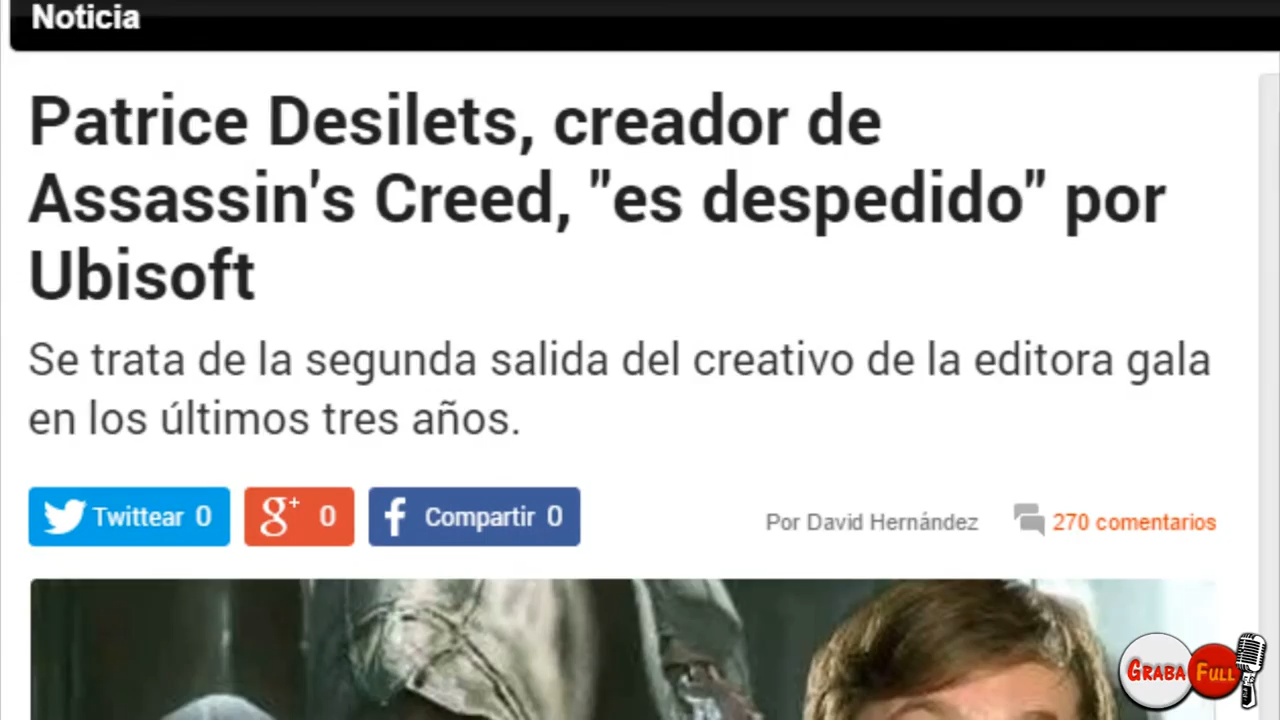 Noticia
Patrice Desilets, creador de
Assassin's Creed, "es despedido" por
Ubisoft
Se trata de la segunda salida del creativo de la editora gala
en los últimos tres años.
Twittear 0
g+ 0
f Compartir 0
Por David Hernández
270 comentarios
GRABA FULL